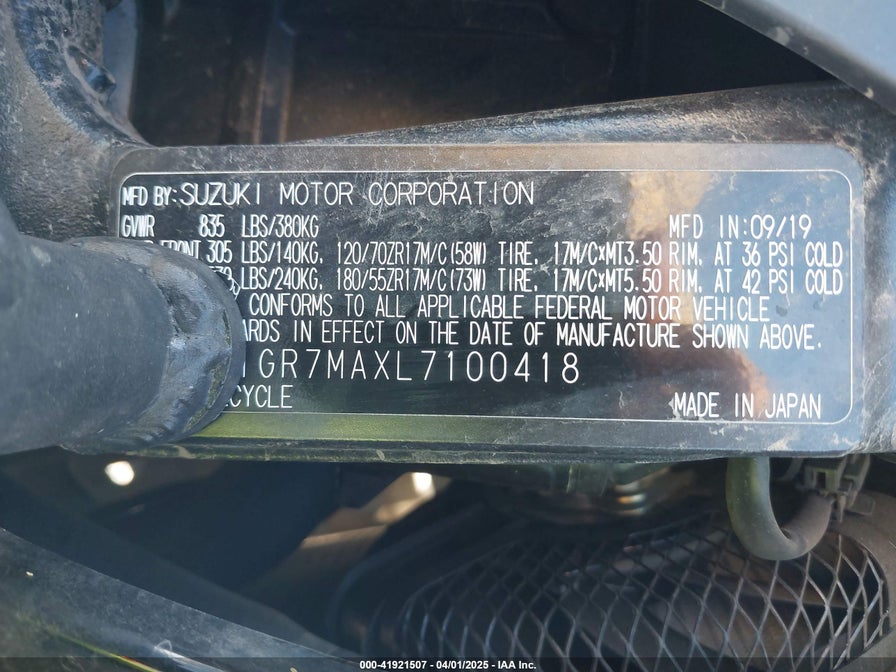 MFD BY: SUZUKI MOTOR CORPORATION
GVWR 835 LBS/380KG MFD IN: 09/19
FRONT 305 LBS/140KG, 120/70ZR17M/C(58W) TIRE, 17M/C×MT3.50 RIM, AT 36 PSI COLD
LBS/240KG, 180/55ZR17M/C(73W) TIRE, 17M/C×MT5.50 RIM, AT 42 PSI COLD
CONFORMS TO ALL APPLICABLE FEDERAL MOTOR VEHICLE
ARDS IN EFFECT ON THE DATE OF MANUFACTURE SHOWN ABOVE.
GR7MAXL7100418
CYCLE MADE IN JAPAN
000-41921507 - 04/01/2025 - IAA Inc.